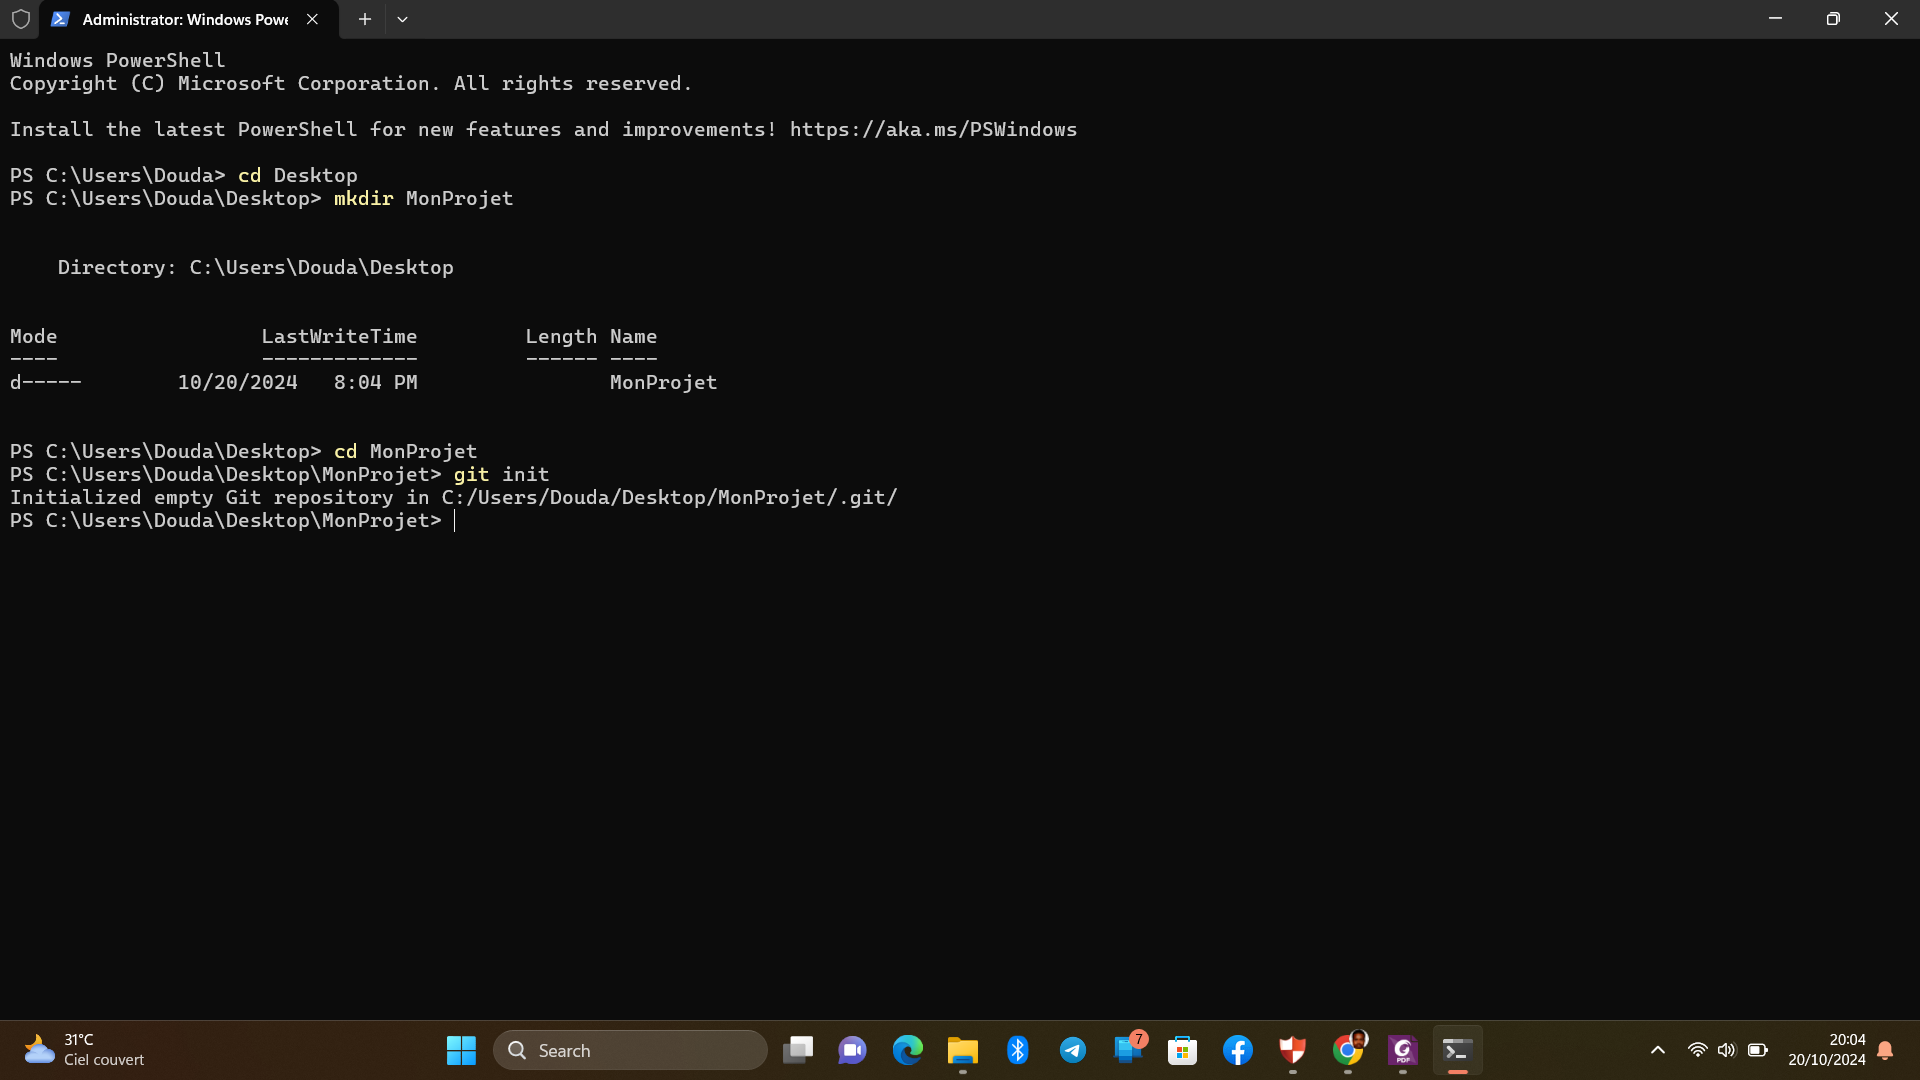 Administrator: Windows Powe
Windows PowerShell
Copyright (C) Microsoft Corporation. All rights reserved.
Install the latest PowerShell for new features and improvements! https://aka.ms/PSWindows
PS C:\Users\Douda> cd Desktop
PS C:\Users\Douda\Desktop> mkdir MonProjet
Directory: C:\Users\Douda\Desktop
Mode                 LastWriteTime         Length Name
----                 -------------         ------ ----
d-----        10/20/2024   8:04 PM                MonProjet
PS C:\Users\Douda\Desktop> cd MonProjet
PS C:\Users\Douda\Desktop\MonProjet> git init
Initialized empty Git repository in C:/Users/Douda/Desktop/MonProjet/.git/
PS C:\Users\Douda\Desktop\MonProjet>
31°C
Ciel couvert
Search
7
PDF
20:04
20/10/2024